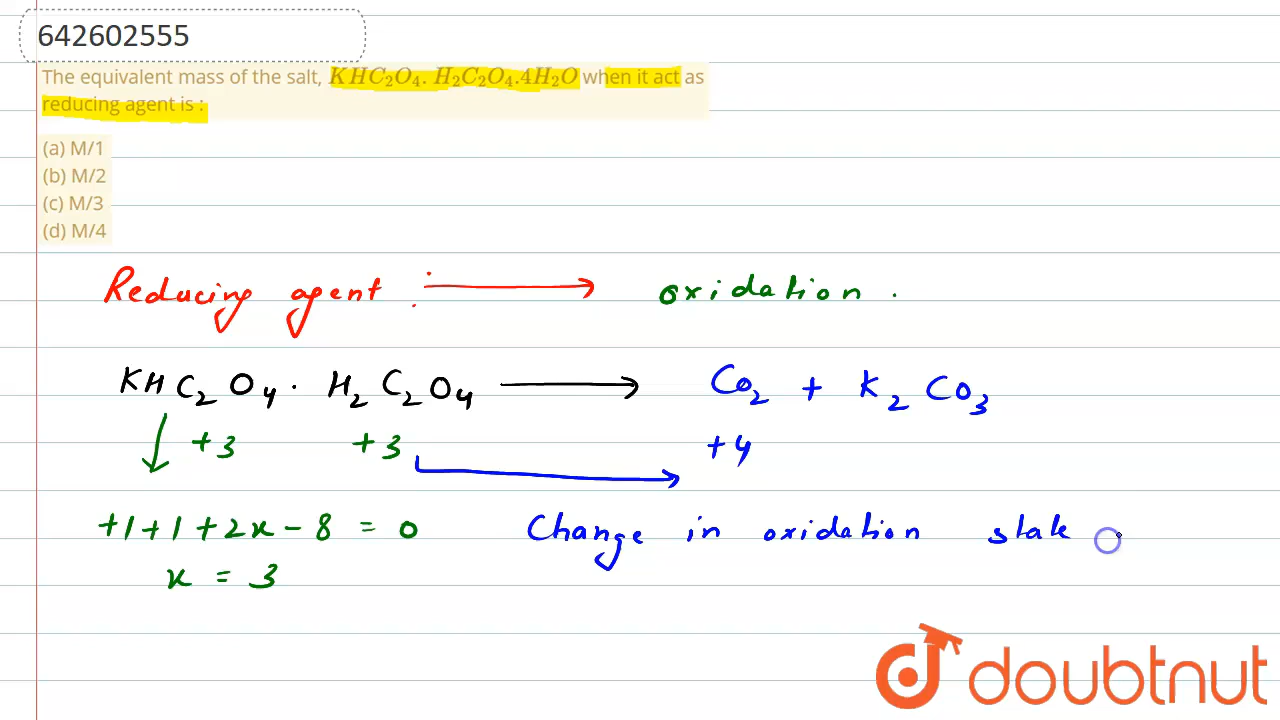 642602555
The equivalent mass of the salt, KHC₂O₄. H₂C₂O₄.4H₂O when it act as
reducing agent is :
(a) M/1
(b) M/2
(c) M/3
(d) M/4
Reducing agent : → oxidation .
KHC₂O₄ . H₂C₂O₄ → CO₂ + K₂CO₃
↓ +3 +3 → +4
+1+1+2x-8 = 0 Change in oxidation state O
x = 3
doubtnut